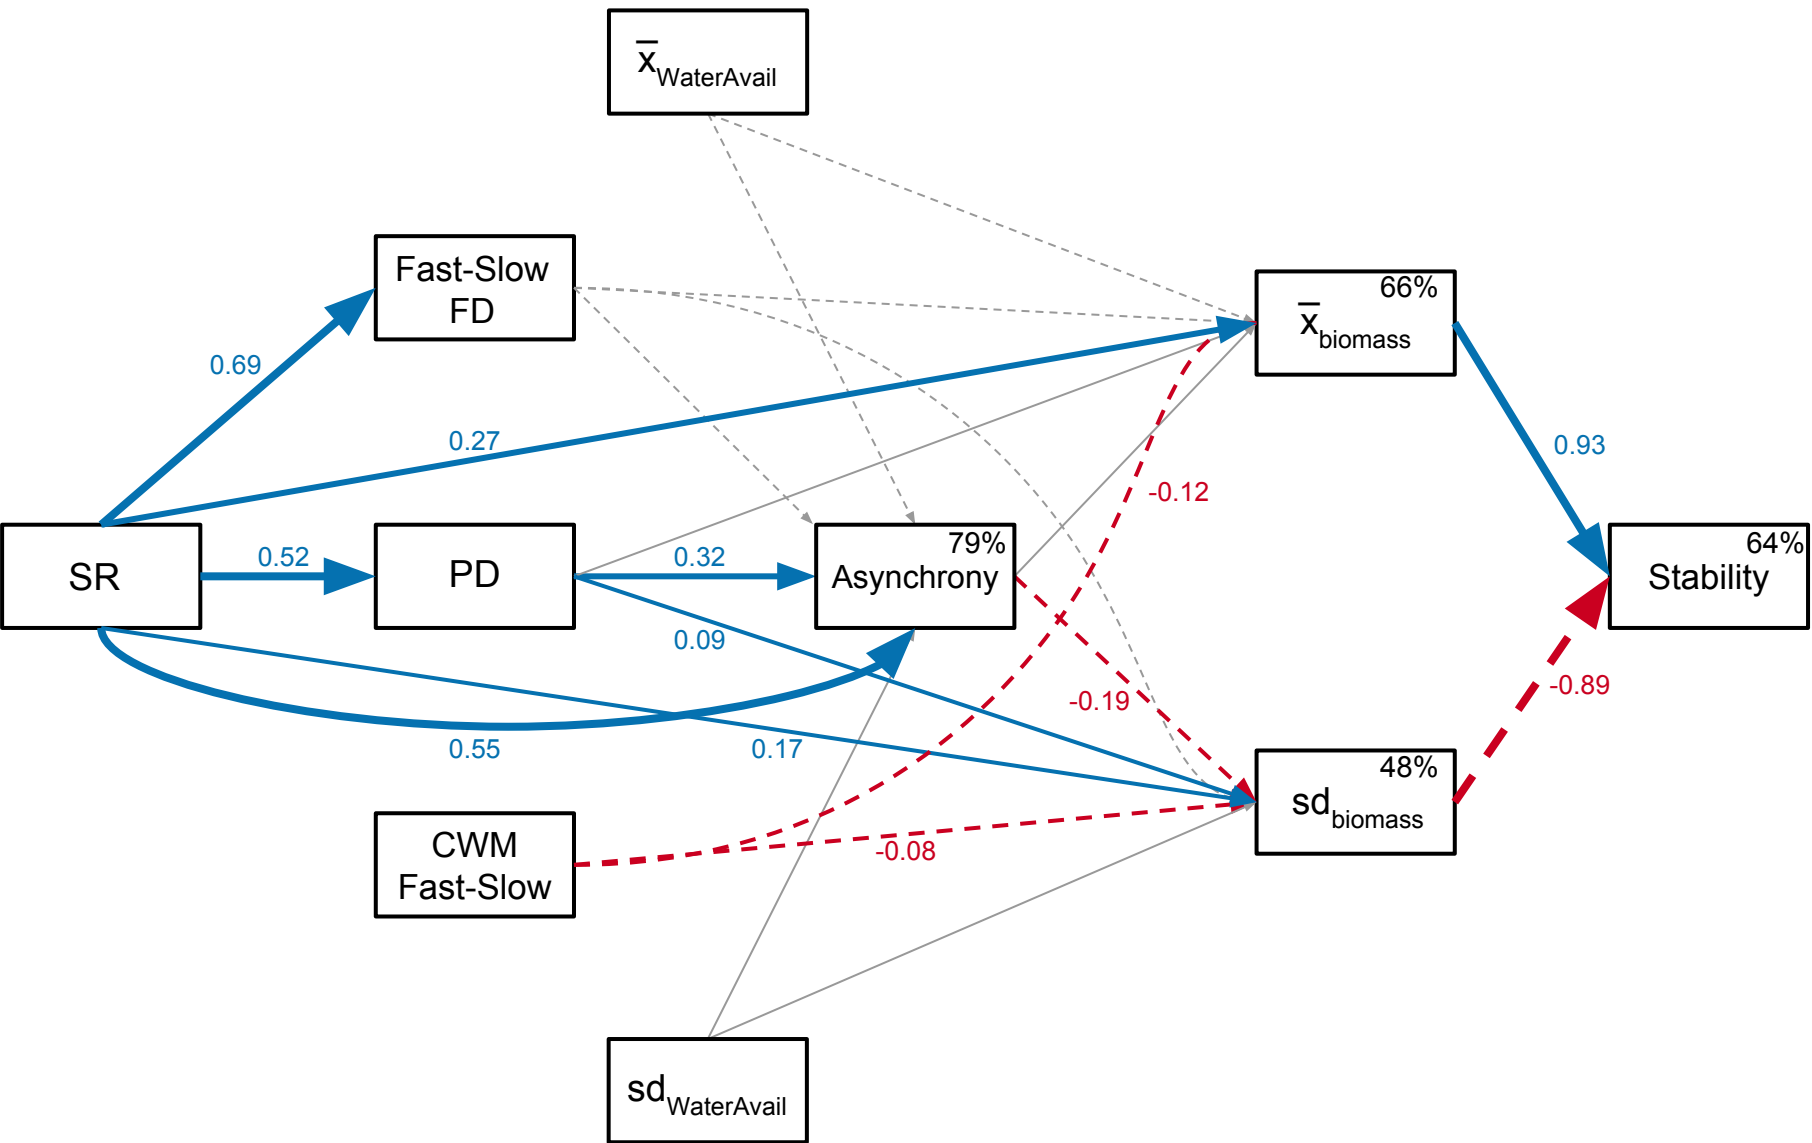 x̄WaterAvail
Fast-Slow
FD
66%
x̄biomass
0.69
0.27
0.93
-0.12
SR
0.52
PD
0.32
79%
Asynchrony
64%
Stability
0.09
-0.19
-0.89
0.55
0.17
48%
sdbiomass
CWM
Fast-Slow
-0.08
sdWaterAvail